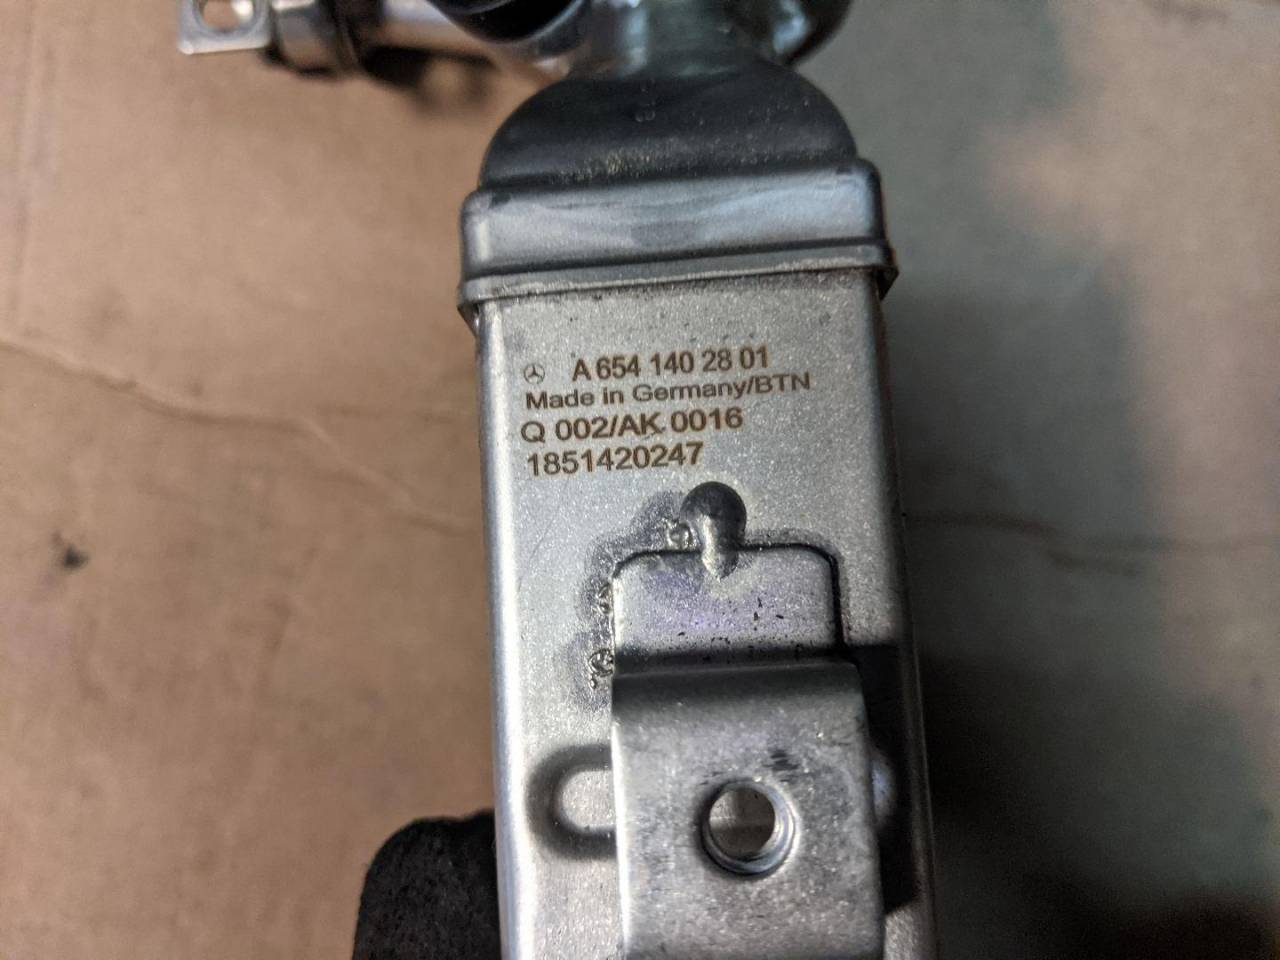 A 654 140 28 01
Made in Germany/BTN
Q 002/AK 0016
1851420247